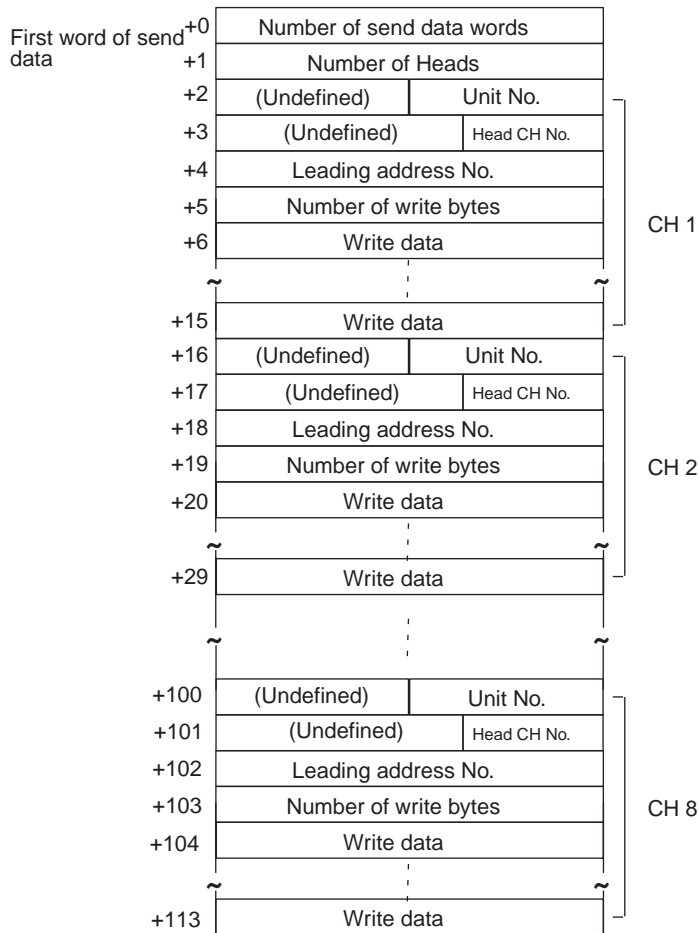 First word of send
data
+0 Number of send data words
+1 Number of Heads
+2 (Undefined) Unit No.
+3 (Undefined) Head CH No.
+4 Leading address No.
+5 Number of write bytes
+6 Write data
CH 1
~ ~
+15 Write data
+16 (Undefined) Unit No.
+17 (Undefined) Head CH No.
+18 Leading address No.
+19 Number of write bytes
+20 Write data
CH 2
~ ~
+29 Write data
~ ~
+100 (Undefined) Unit No.
+101 (Undefined) Head CH No.
+102 Leading address No.
+103 Number of write bytes
+104 Write data
CH 8
~ ~
+113 Write data